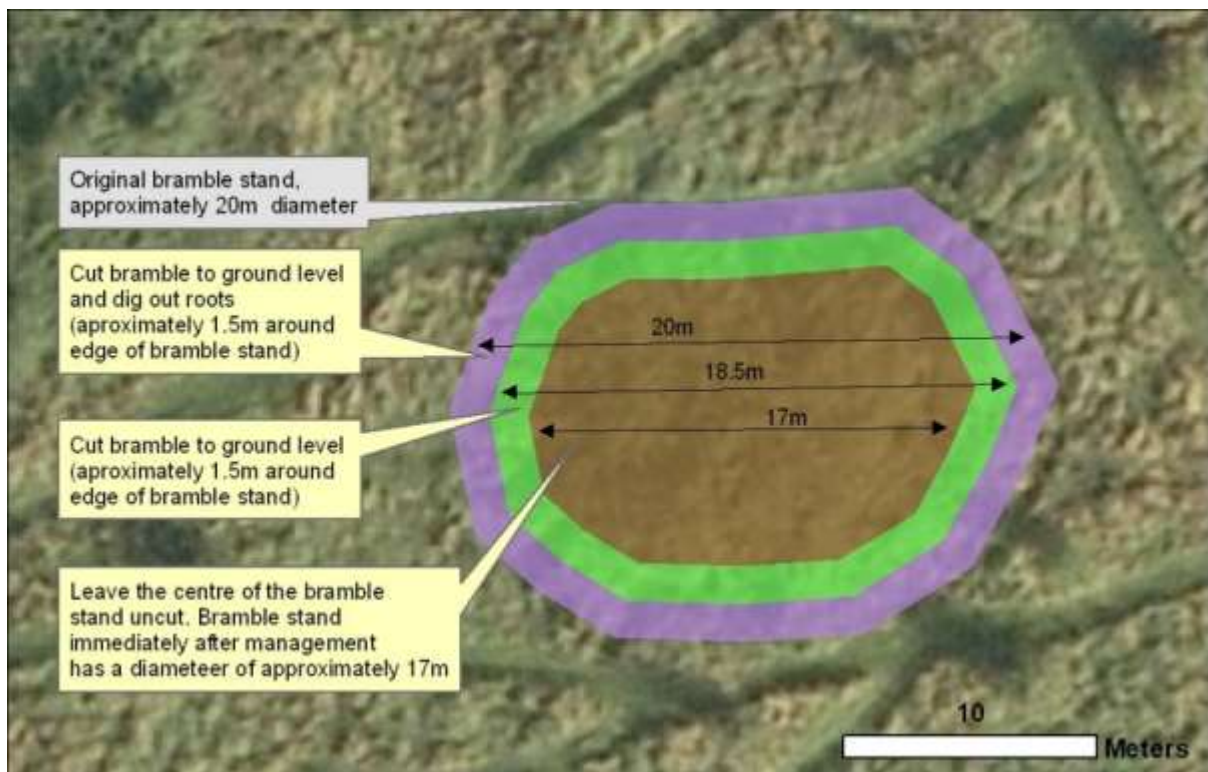 Original bramble stand,
approximately 20m diameter
Cut bramble to ground level
and dig out roots
(aproximately 1.5m around
edge of bramble stand)
Cut bramble to ground level
(aproximately 1.5m around
edge of bramble stand)
Leave the centre of the bramble
stand uncut. Bramble stand
immediately after management
has a diameteer of approximately 17m
20m
18.5m
17m
10
Meters